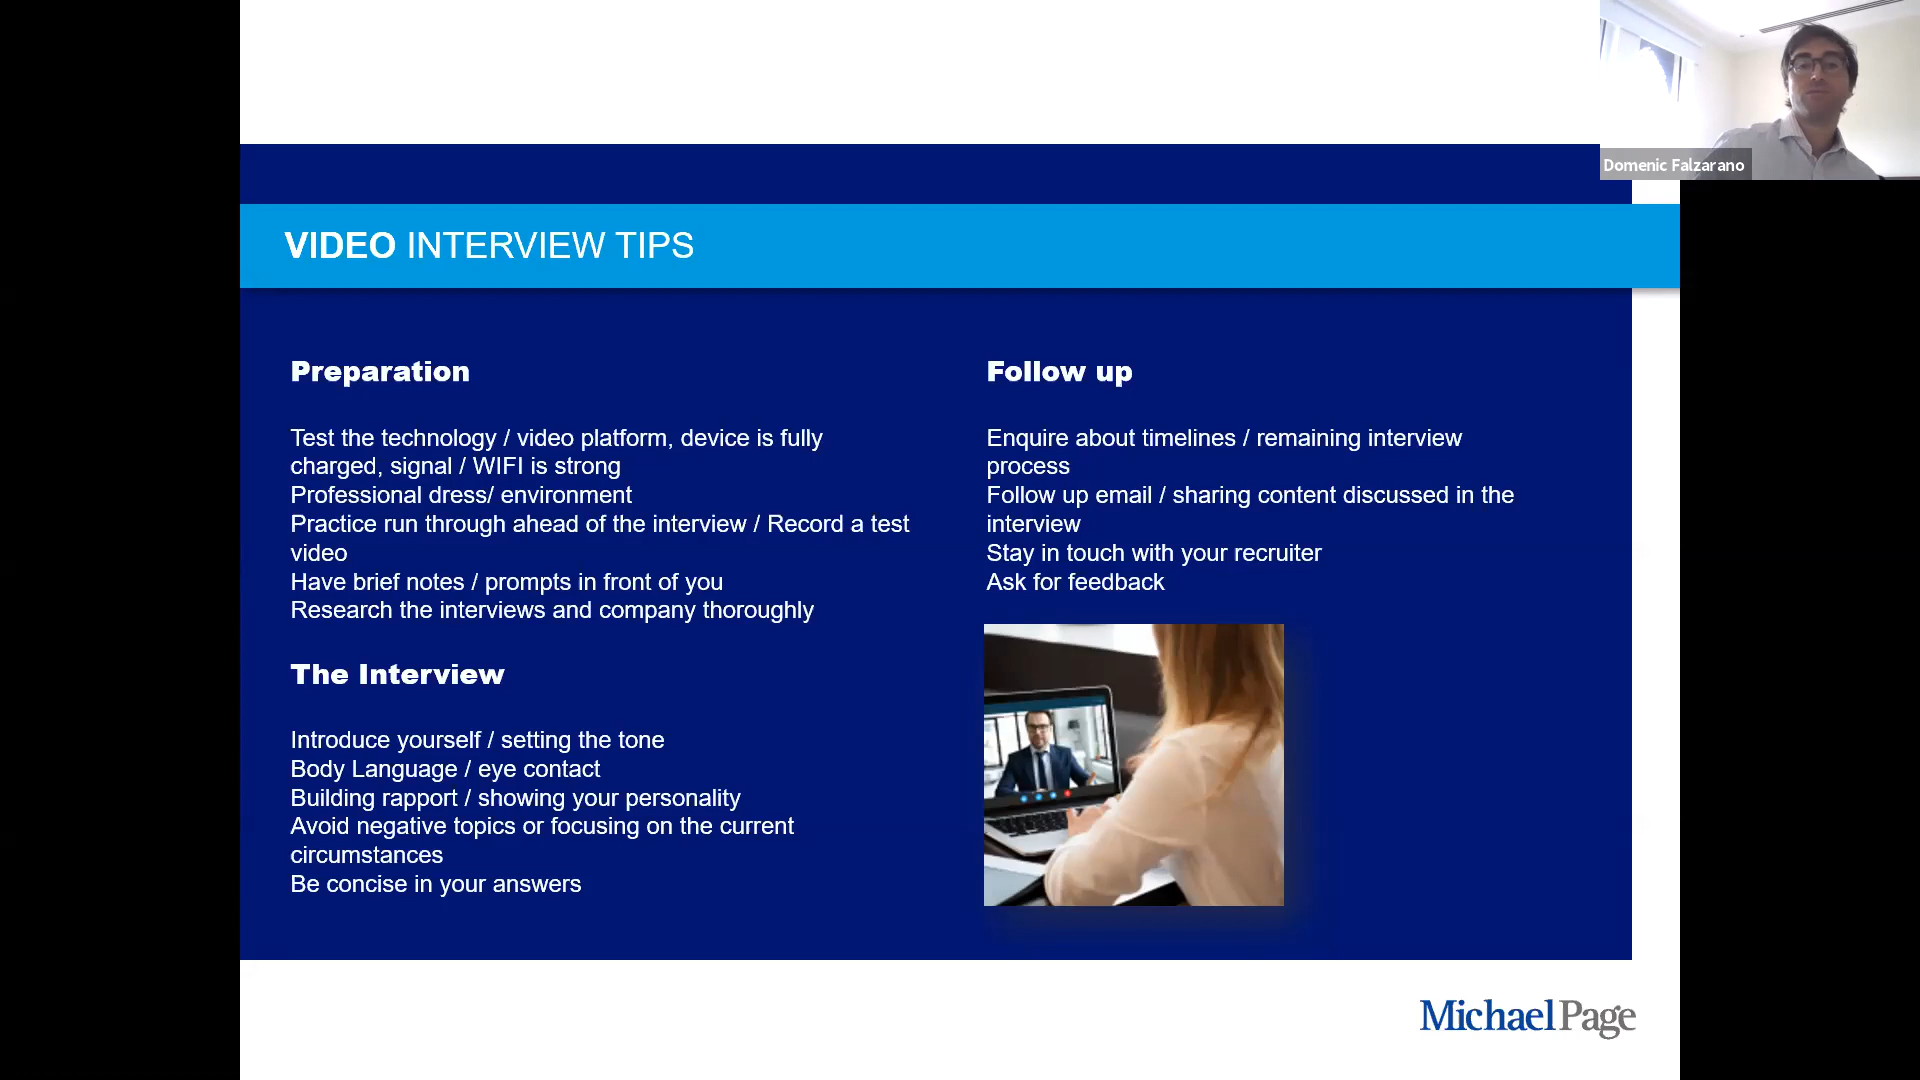 Domenic Falzarano
VIDEO INTERVIEW TIPS
Preparation
Test the technology / video platform, device is fully
charged, signal / WIFI is strong
Professional dress/ environment
Practice run through ahead of the interview / Record a test
video
Have brief notes / prompts in front of you
Research the interviews and company thoroughly
The Interview
Introduce yourself / setting the tone
Body Language / eye contact
Building rapport / showing your personality
Avoid negative topics or focusing on the current
circumstances
Be concise in your answers
Follow up
Enquire about timelines / remaining interview
process
Follow up email / sharing content discussed in the
interview
Stay in touch with your recruiter
Ask for feedback
Michael Page